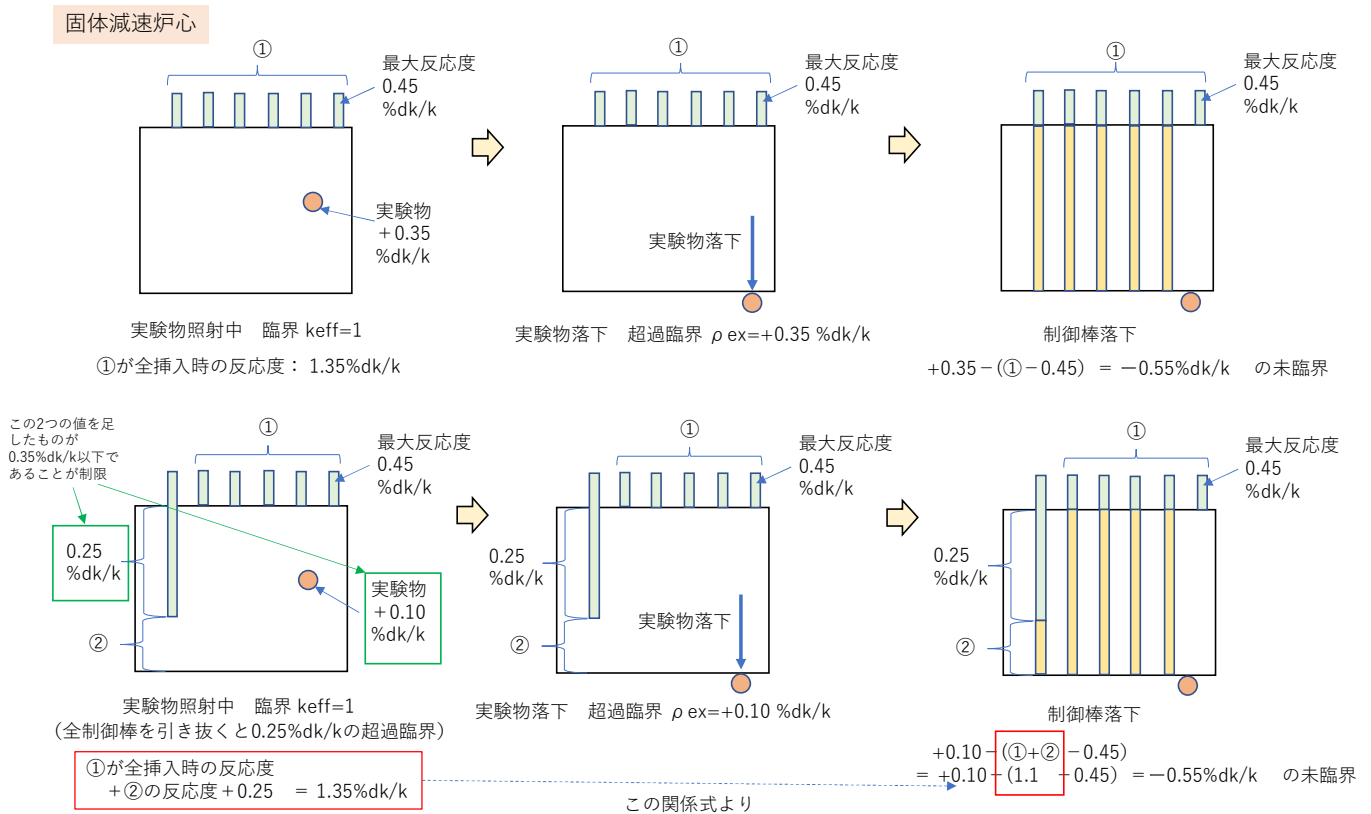 固体減速炉心
①
最大反応度
0.45
%dk/k
実験物
+0.35
%dk/k
実験物照射中　臨界 keff=1
①が全挿入時の反応度： 1.35%dk/k
①
最大反応度
0.45
%dk/k
実験物落下
実験物落下　超過臨界 ρ ex=+0.35 %dk/k
①
最大反応度
0.45
%dk/k
制御棒落下
+0.35－(①－0.45) ＝ －0.55%dk/k　の未臨界
この2つの値を足
したものが
0.35%dk/k以下で
あることが制限
①
最大反応度
0.45
%dk/k
0.25
%dk/k
②
実験物
+0.10
%dk/k
実験物照射中　臨界 keff=1
（全制御棒を引き抜くと0.25%dk/kの超過臨界）
①が全挿入時の反応度
+②の反応度+0.25　= 1.35%dk/k
①
最大反応度
0.45
%dk/k
0.25
%dk/k
②
実験物落下
実験物落下　超過臨界 ρ ex=+0.10 %dk/k
この関係式より
①
最大反応度
0.45
%dk/k
0.25
%dk/k
②
制御棒落下
+0.10－(①+②－0.45)
= +0.10－(1.1　－0.45) ＝－0.55%dk/k　の未臨界